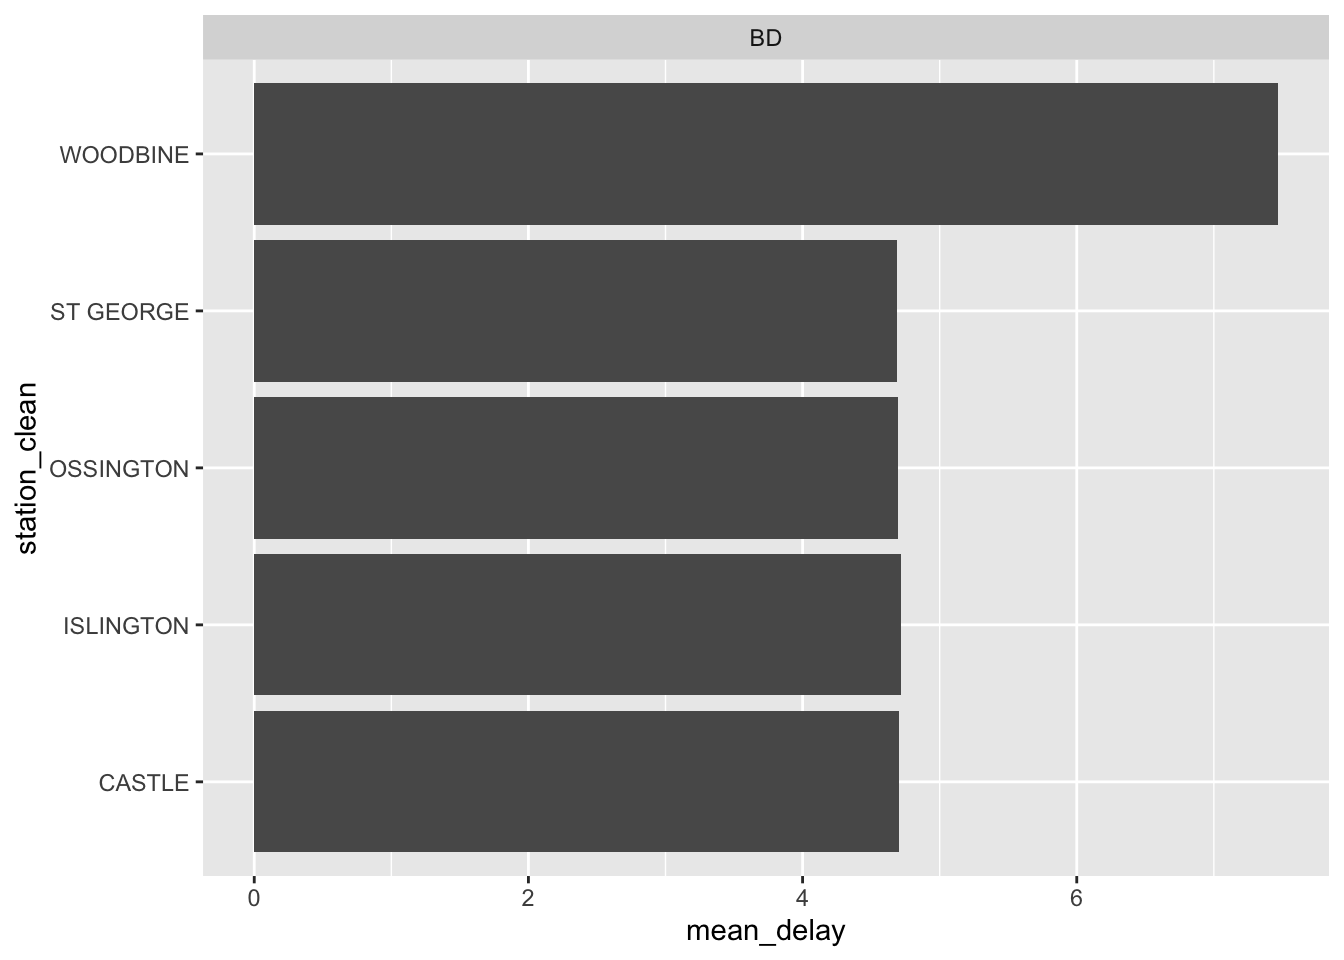 BD
WOODBINE
ST GEORGE
OSSINGTON
ISLINGTON
CASTLE
station_clean
0 2 4 6
mean_delay